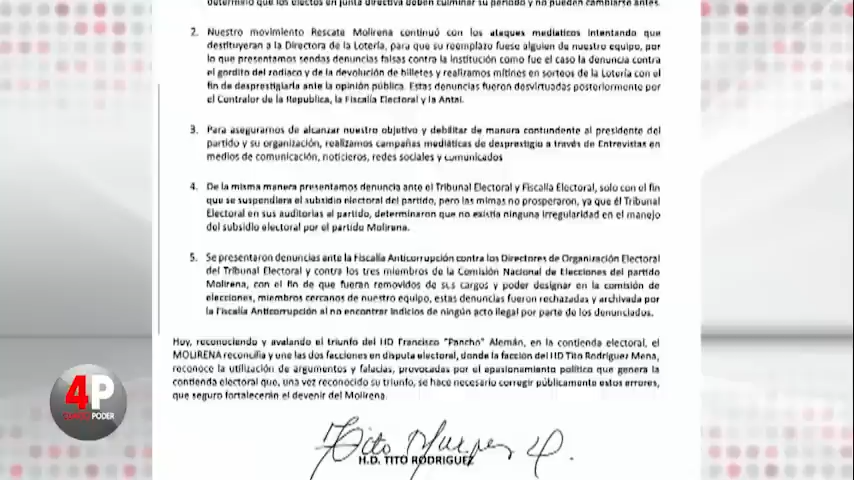 determinó que los electos en junta directiva deben culminar su período y no pueden cambiarse antes.
2. Nuestro movimiento Rescate Molirena continuó con los ataques mediáticos intentando que
destituyeran a la Directora de la Lotería, para que su reemplazo fuese alguien de nuestro equipo, por
lo que presentamos sendas denuncias falsas contra la Institución como fue el caso la denuncia contra
el gordito del zodiaco y de la devolución de billetes y realizamos mítines en sorteos de la Lotería con el
fin de desprestigiarla ante la opinión pública. Estas denuncias fueron desvirtuadas posteriormente por
el Contralor de la Republica, la Fiscalía Electoral y la Antai.
3. Para asegurarnos de alcanzar nuestro objetivo y debilitar de manera contundente al presidente del
partido y su organización, realizamos campañas mediáticas de desprestigio a través de Entrevistas en
medios de comunicación, noticieros, redes sociales y comunicados
4. De la misma manera presentamos denuncia ante el Tribunal Electoral y Fiscalía Electoral, solo con el fin
que se suspendiera el subsidio electoral del partido, pero las mimas no prosperaron, ya que él Tribunal
Electoral en sus auditorias al partido, determinaron que no existía ninguna irregularidad en el manejo
del subsidio electoral por el partido Molirena.
5. Se presentaron denuncias ante la Fiscalía Anticorrupción contra los Directores de Organización Electoral
del Tribunal Electoral y contra los tres miembros de la Comisión Nacional de Elecciones del partido
Molirena, con el fin de que fueran removidos de sus cargos y poder designar en la comisión de
elecciones, miembros cercanos de nuestro equipo, estas denuncias fueron rechazadas y archivada por
la Fiscalía Anticorrupción al no encontrar indicios de ningún acto ilegal por parte de los denunciados.
Hoy, reconociendo y avalando el triunfo del HD Francisco "Pancho" Alemán, en la contienda electoral, el
MOLIRENA reconcilia y une las dos facciones en disputa electoral, donde la facción del HD Tito Rodríguez Mena,
reconoce la utilización de argumentos y falacias, provocadas por el apasionamiento político que genera la
contienda electoral que, una vez reconocido su triunfo, se hace necesario corregir públicamente estos errores,
que seguro fortalecerán el devenir del Molirena.
4P
CUARTO PODER
H.D. TITO RODRIGUEZ